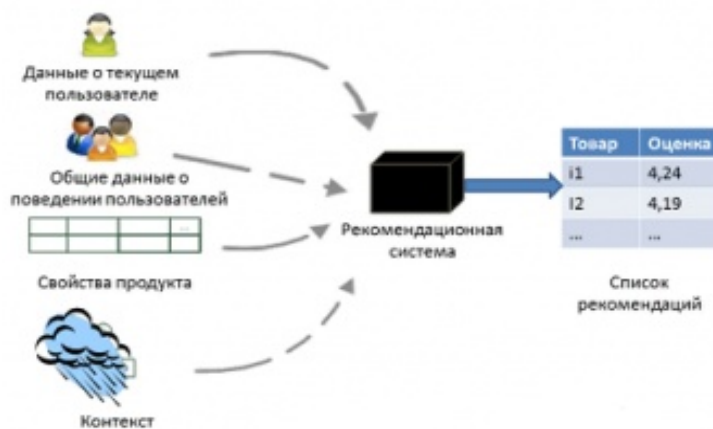 Данные о текущем
пользователе
Общие данные о
поведении пользователей
...
Свойства продукта
Контекст
Рекомендационная
система
Товар Оценка
i1 4,24
I2 4,19
... ...
Список
рекомендаций